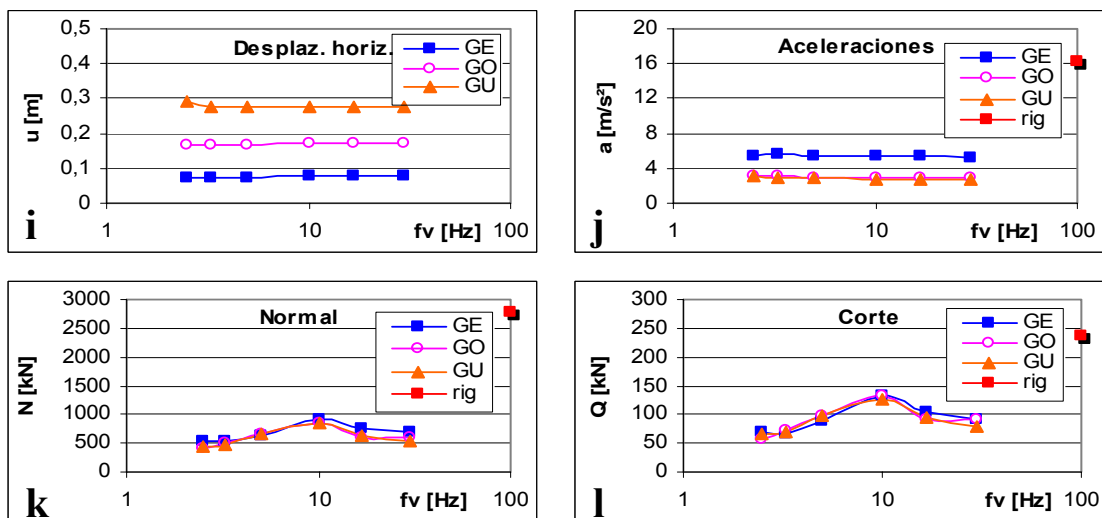 Desplaz. horiz.
GE
GO
GU
u [m]
0,5
0,4
0,3
0,2
0,1
0
1
10
100
fv [Hz]
i
Aceleraciones
GE
GO
GU
rig
a [m/s²]
20
16
12
8
4
0
1
10
100
fv [Hz]
j
Normal
GE
GO
GU
rig
N [kN]
3000
2500
2000
1500
1000
500
0
1
10
100
fv [Hz]
k
Corte
GE
GO
GU
rig
Q [kN]
300
250
200
150
100
50
0
1
10
100
fv [Hz]
l